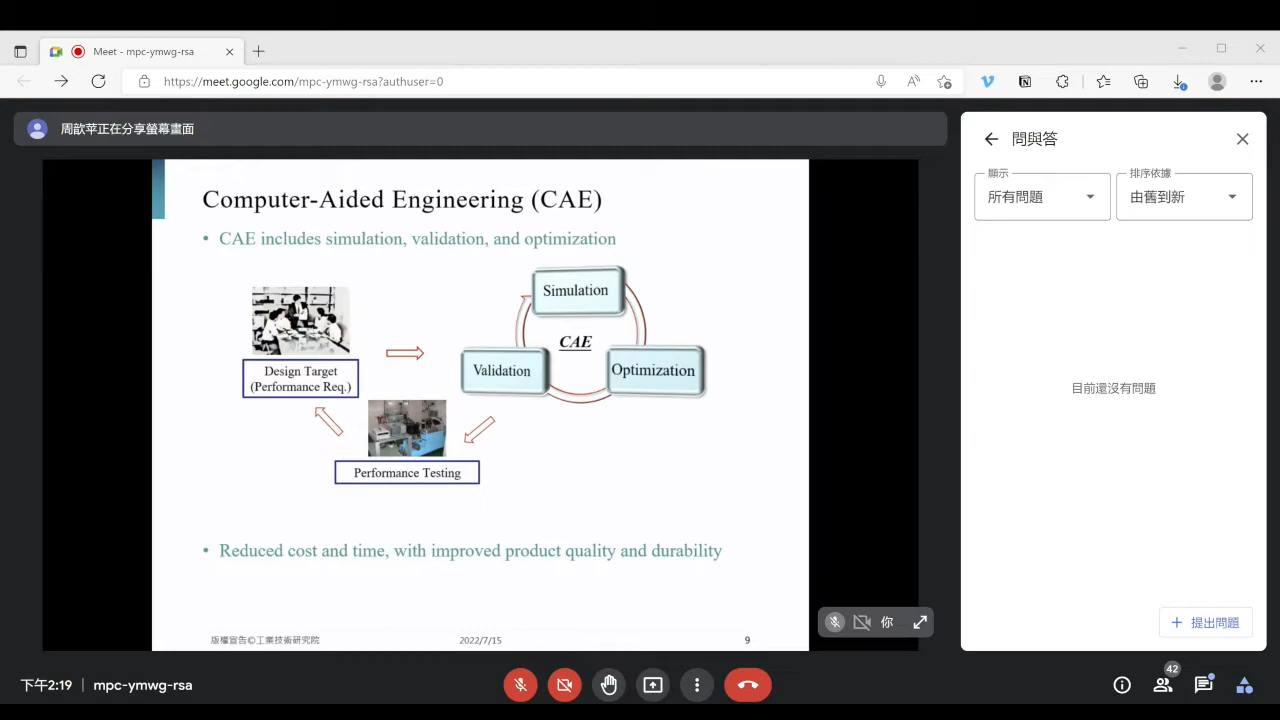 Meet - mpc-ymwg-rsa
https://meet.google.com/mpc-ymwg-rsa?authuser=0
周歆苹正在分享螢幕畫面
Computer-Aided Engineering (CAE)
• CAE includes simulation, validation, and optimization
Simulation
CAE
Validation
Optimization
Design Target
(Performance Req.)
Performance Testing
• Reduced cost and time, with improved product quality and durability
版權宣告©工業技術研究院
2022/7/15
9
你
問與答
顯示
所有問題
排序依據
由舊到新
目前還沒有問題
提出問題
下午2:19
mpc-ymwg-rsa
42